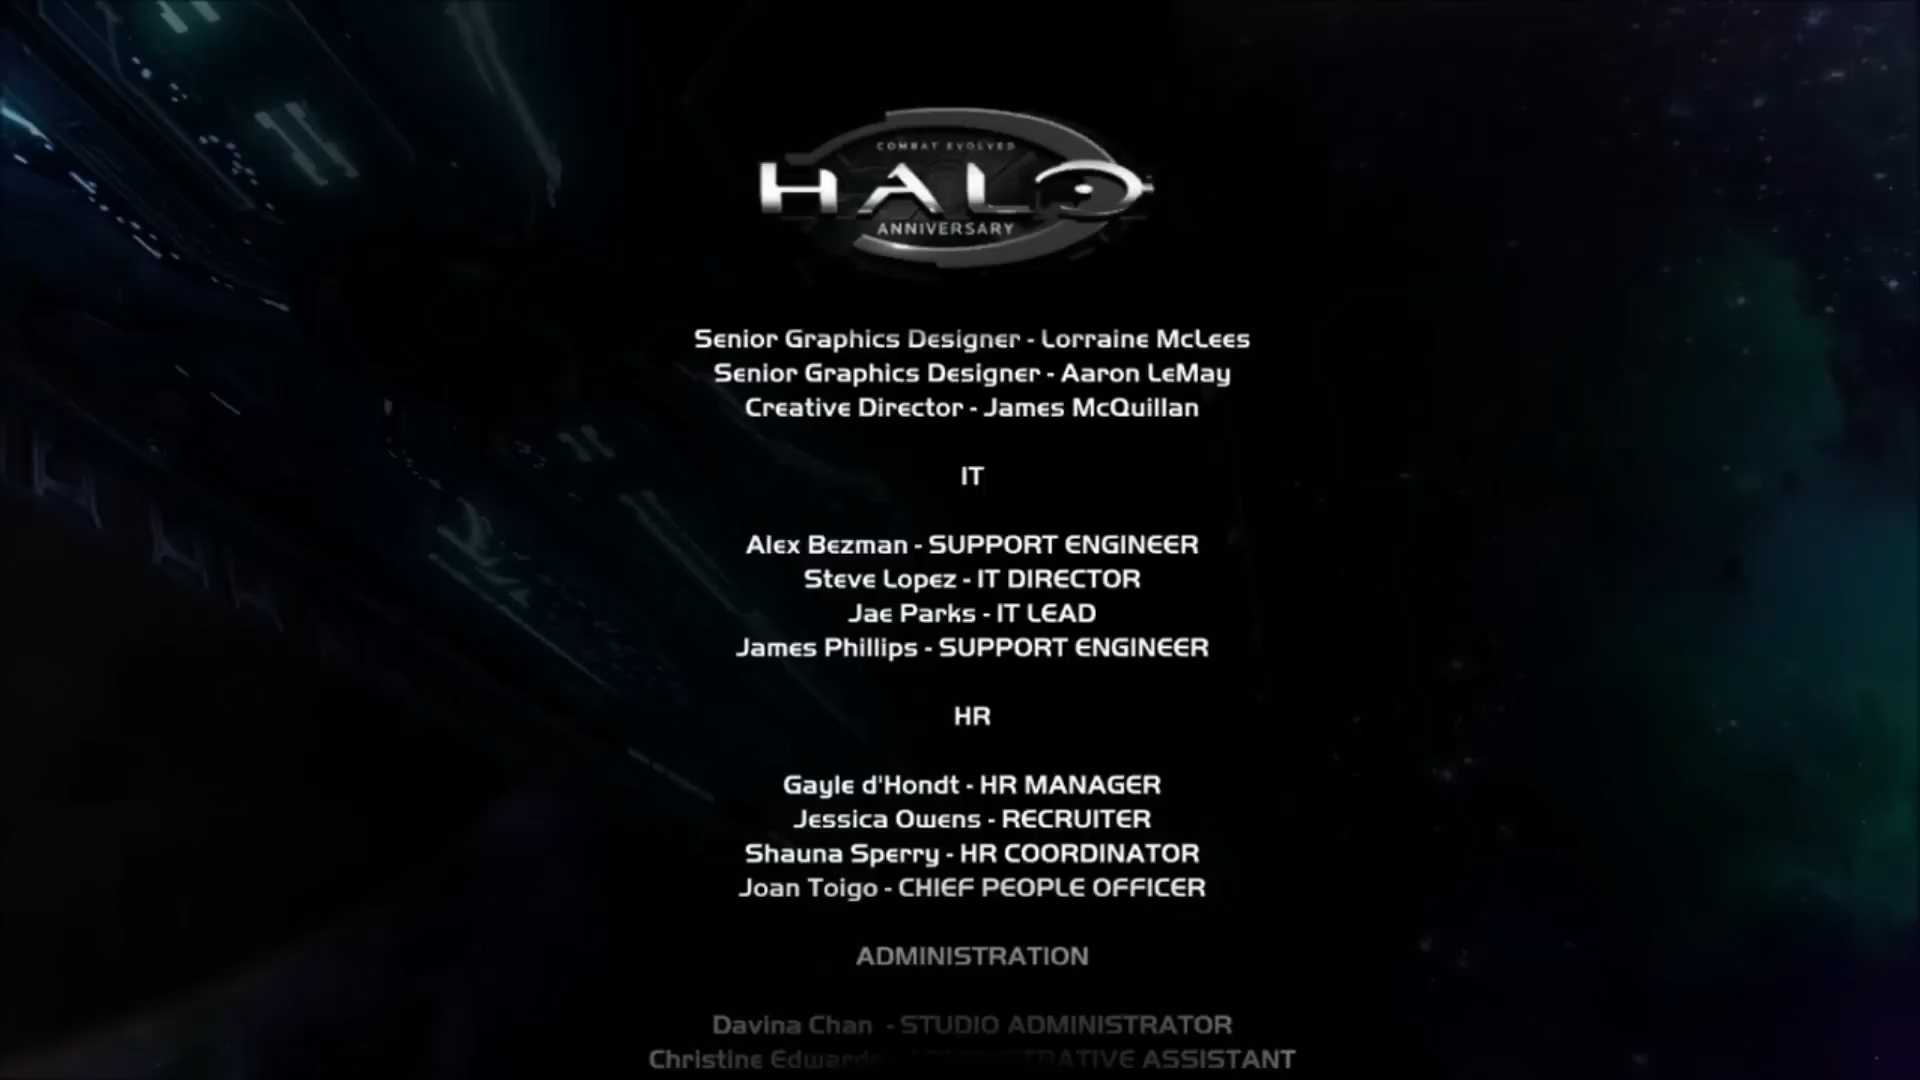 COMBAT EVOLVED
HALO
ANNIVERSARY
Senior Graphics Designer - Lorraine McLees
Senior Graphics Designer - Aaron LeMay
Creative Director - James McQuillan
IT
Alex Bezman - SUPPORT ENGINEER
Steve Lopez - IT DIRECTOR
Jae Parks - IT LEAD
James Phillips - SUPPORT ENGINEER
HR
Gayle d'Hondt - HR MANAGER
Jessica Owens - RECRUITER
Shauna Sperry - HR COORDINATOR
Joan Toigo - CHIEF PEOPLE OFFICER
ADMINISTRATION
Davina Chan - STUDIO ADMINISTRATOR
Christine ASSISTANT